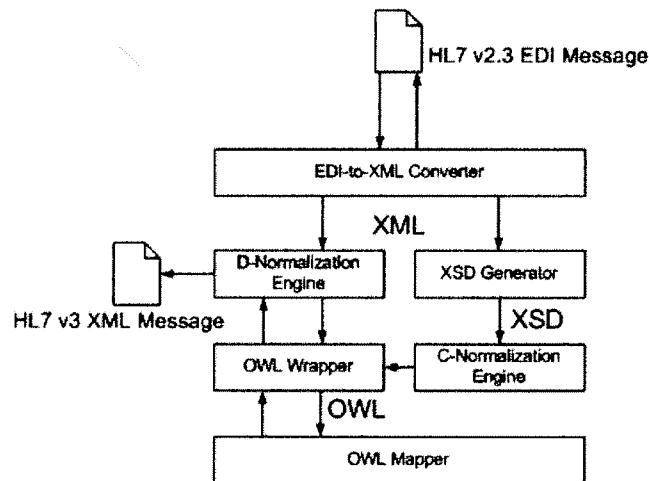 HL7 v2.3 EDI Message
EDI-to-XML Converter
XML
D-Normalization
Engine
XSD Generator
HL7 v3 XML Message
XSD
OWL Wrapper
C-Normalization
Engine
OWL
OWL Mapper